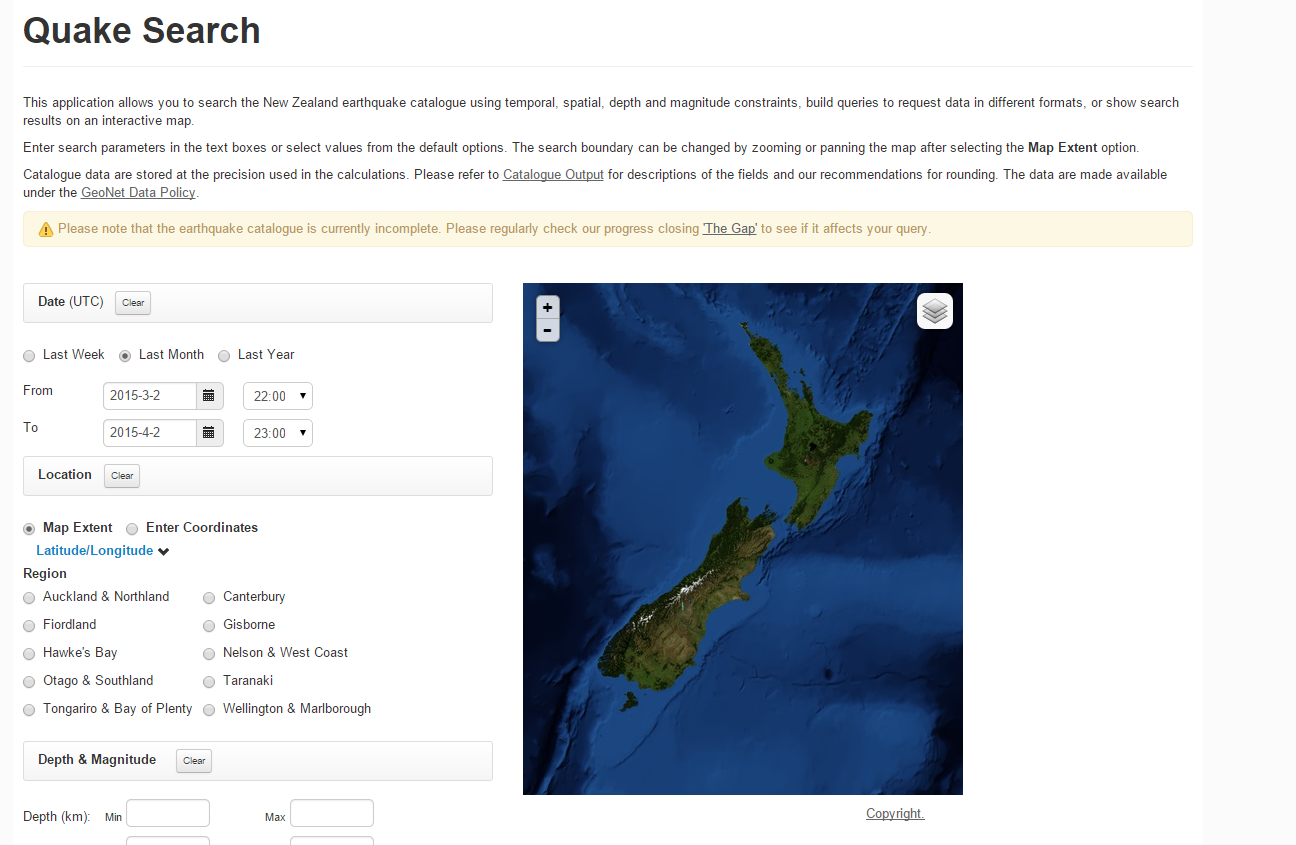 Quake Search
This application allows you to search the New Zealand earthquake catalogue using temporal, spatial, depth and magnitude constraints, build queries to request data in different formats, or show search
results on an interactive map.
Enter search parameters in the text boxes or select values from the default options. The search boundary can be changed by zooming or panning the map after selecting the Map Extent option.
Catalogue data are stored at the precision used in the calculations. Please refer to Catalogue Output for descriptions of the fields and our recommendations for rounding. The data are made available
under the GeoNet Data Policy.
Please note that the earthquake catalogue is currently incomplete. Please regularly check our progress closing 'The Gap' to see if it affects your query.
Date (UTC) Clear
+
-
Last Week Last Month Last Year
From 2015-3-2 22:00
To 2015-4-2 23:00
Location Clear
Map Extent Enter Coordinates
Latitude/Longitude
Region
Auckland & Northland Canterbury
Fiordland Gisborne
Hawke's Bay Nelson & West Coast
Otago & Southland Taranaki
Tongariro & Bay of Plenty Wellington & Marlborough
Depth & Magnitude Clear
Depth (km): Min Max
Copyright.